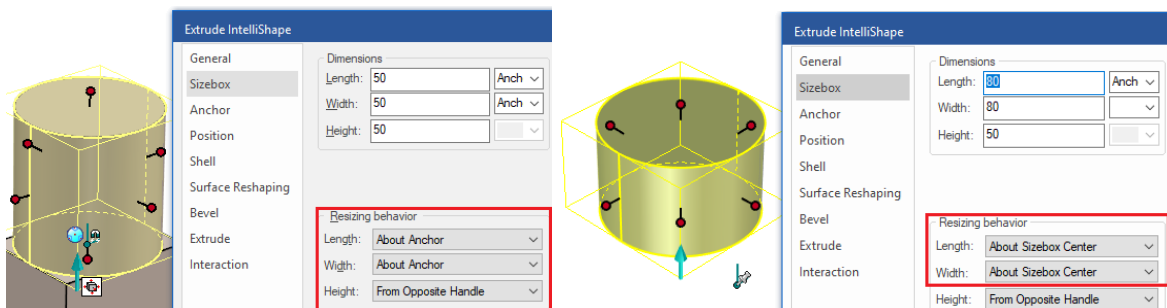 Extrude IntelliShape
General
Sizebox
Anchor
Position
Shell
Surface Reshaping
Bevel
Extrude
Interaction
Dimensions
Length: 50 Anch
Width: 50 Anch
Height: 50
Resizing behavior
Length: About Anchor
Width: About Anchor
Height: From Opposite Handle
Extrude IntelliShape
General
Sizebox
Anchor
Position
Shell
Surface Reshaping
Bevel
Extrude
Interaction
Dimensions
Length: 80 Anch
Width: 80
Height: 50
Resizing behavior
Length: About Sizebox Center
Width: About Sizebox Center
Height: From Opposite Handle